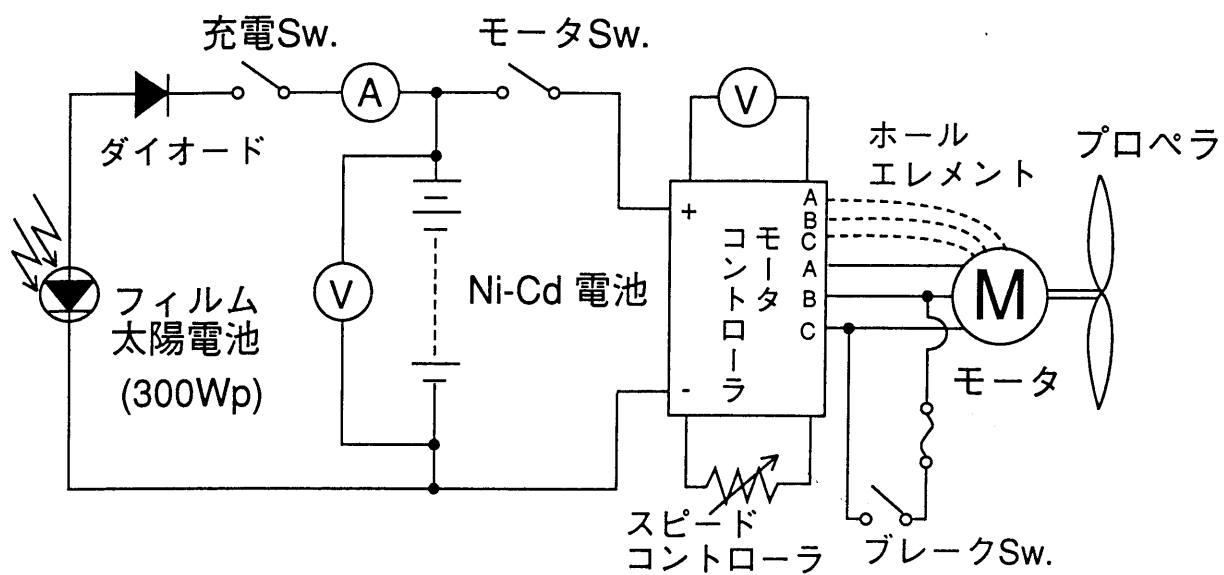 充電Sw.
モータSw.
A
V
ダイオード
ホール
エレメント
プロペラ
+
A
B
C
A
B
C
モータ
コントローラ
M
V
Ni-Cd 電池
フィルム
太陽電池
(300Wp)
-
モータ
スピード
コントローラ
ブレークSw.